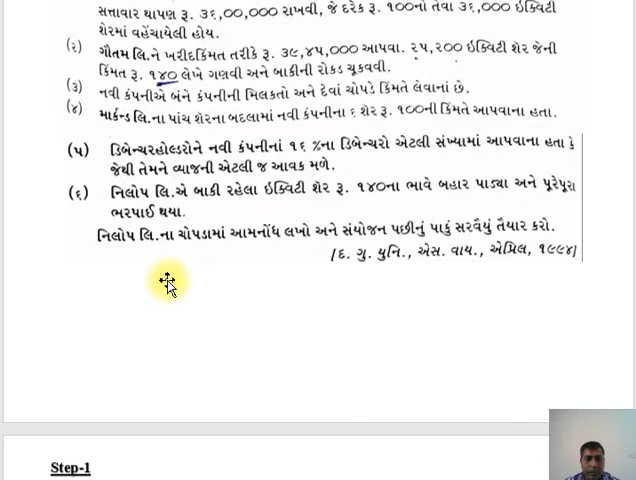 સત્તાવાર થાપણ રૂ. ૩૬,૦૦,૦૦૦ રાખવી, જે દરેક રૂ. ૧૦૦નો તેવા ૩૬,૦૦૦ ઇક્વિટી
શેરમાં વહેંચાયેલી હોય.
(૨) ગૌતમ લિ.ને ખરીદકિંમત તરીકે રૂ. ૩૯,૪૫,૦૦૦ આપવા. ૨૫,૨૦૦ ઇક્વિટી શેર જેની
કિંમત રૂ. ૧૪૦ લેખે ગણવી અને બાકીની રોકડ ચૂકવવી.
(૩) નવી કંપનીએ બંને કંપનીની મિલકતો અને દેવાં ચોપડે કિંમતે લેવાનાં છે.
(૪) માર્કન્ડ લિ.ના પાંચ શેરના બદલામાં નવી કંપનીના ૬ શેર રૂ. ૧૦૦ની કિંમતે આપવાના હતા.
(૫) ડિબેન્ચરહોલ્ડરોને નવી કંપનીનાં ૧૬ %ના ડિબેન્ચરો એટલી સંખ્યામાં આપવાના હતા કે
જેથી તેમને વ્યાજની એટલી જ આવક મળે.
(૬) નિલોપ લિ.એ બાકી રહેલા ઇક્વિટી શેર રૂ. ૧૪૦ના ભાવે બહાર પાડ્યા અને પૂરેપૂરા
ભરપાઈ થયા.
નિલોપ લિ.ના ચોપડામાં આમનોંધ લખો અને સંયોજન પછીનું પાકું સરવૈયું તૈયાર કરો.
[દ. ગુ. યુનિ., એસ. વાય., એપ્રિલ, ૧૯૯૪]
Step-1